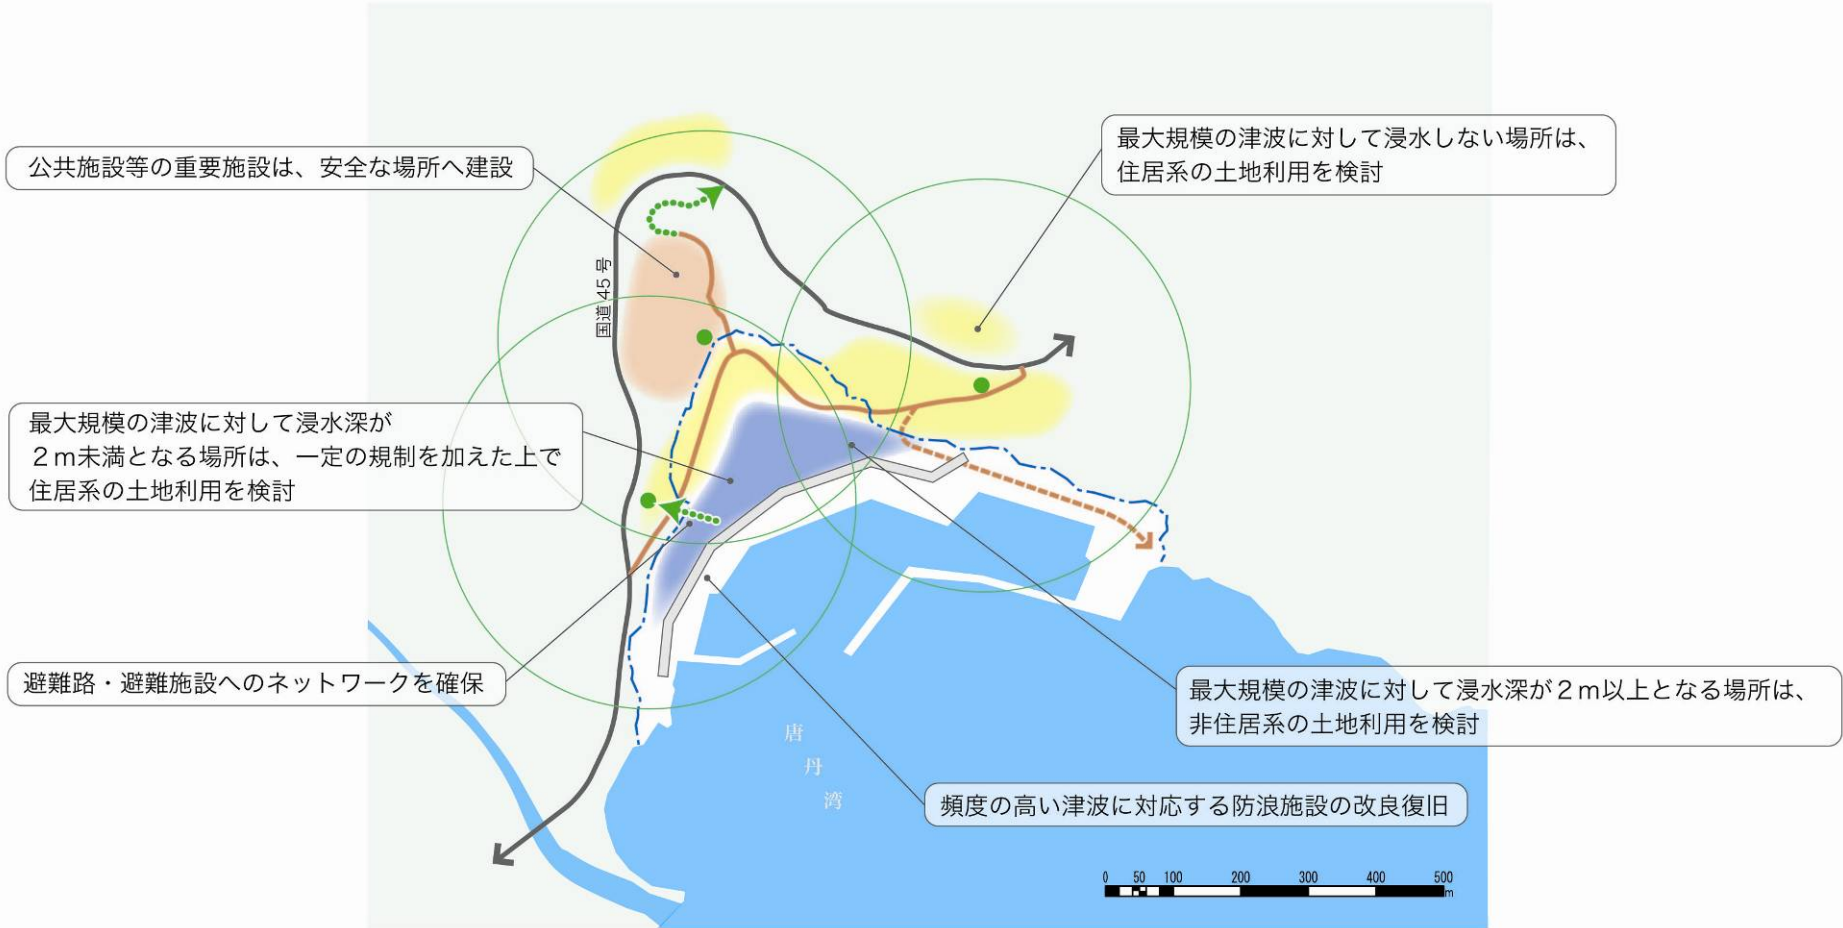 公共施設等の重要施設は、安全な場所へ建設
最大規模の津波に対して浸水しない場所は、
住居系の土地利用を検討
国道 45 号
最大規模の津波に対して浸水深が
2m未満となる場所は、一定の規制を加えた上で
住居系の土地利用を検討
避難路・避難施設へのネットワークを確保
最大規模の津波に対して浸水深が2m以上となる場所は、
非住居系の土地利用を検討
唐丹湾
頻度の高い津波に対応する防浪施設の改良復旧
0 50 100 200 300 400 500
m